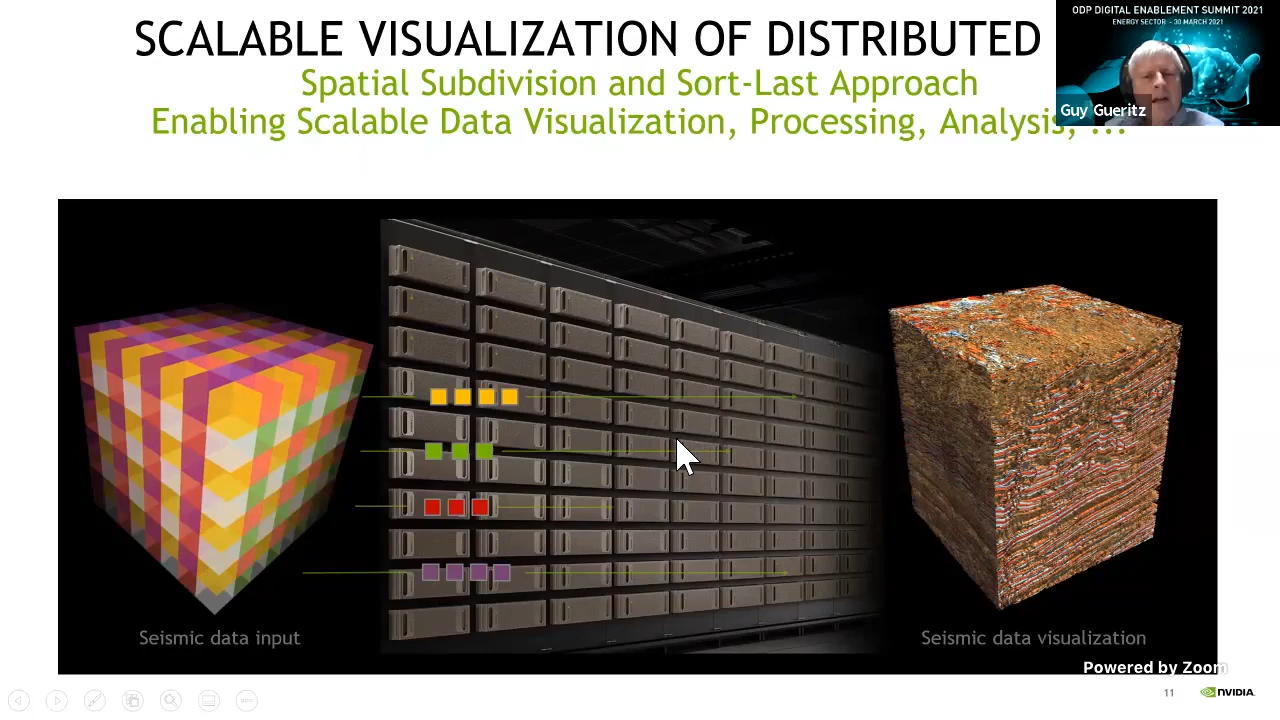 SCALABLE VISUALIZATION OF DISTRIBUTED
Spatial Subdivision and Sort-Last Approach
Enabling Scalable Data Visualization, Processing, Analysis, ...
ODP DIGITAL ENABLEMENT SUMMIT 2021
ENERGY SECTOR - 30 MARCH 2021
Guy Gueritz
Seismic data input
Seismic data visualization
Powered by Zoom
11
NVIDIA.